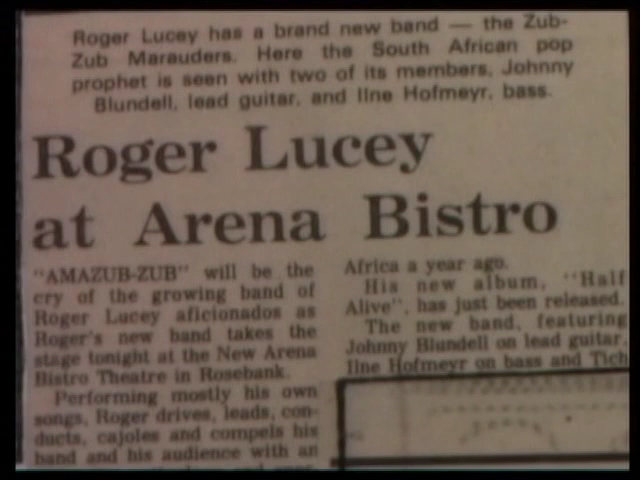 Roger Lucey has a brand new band — the Zub-
Zub Marauders. Here the South African pop
prophet is seen with two of its members, Johnny
Blundell, lead guitar, and Ilne Hofmeyr, bass.
Roger Lucey
at Arena Bistro
"AMAZUB-ZUB" will be the
cry of the growing band of
Roger Lucey aficionados as
Roger's new band takes the
stage tonight at the New Arena
Bistro Theatre in Rosebank.
Performing mostly his own
songs, Roger drives, leads, con-
ducts, cajoles and compels his
band and his audience with an
Africa a year ago.
His new album, "Half
Alive", has just been released.
The new band, featuring
Johnny Blundell on lead guitar,
Ilne Hofmeyr on bass and Tich